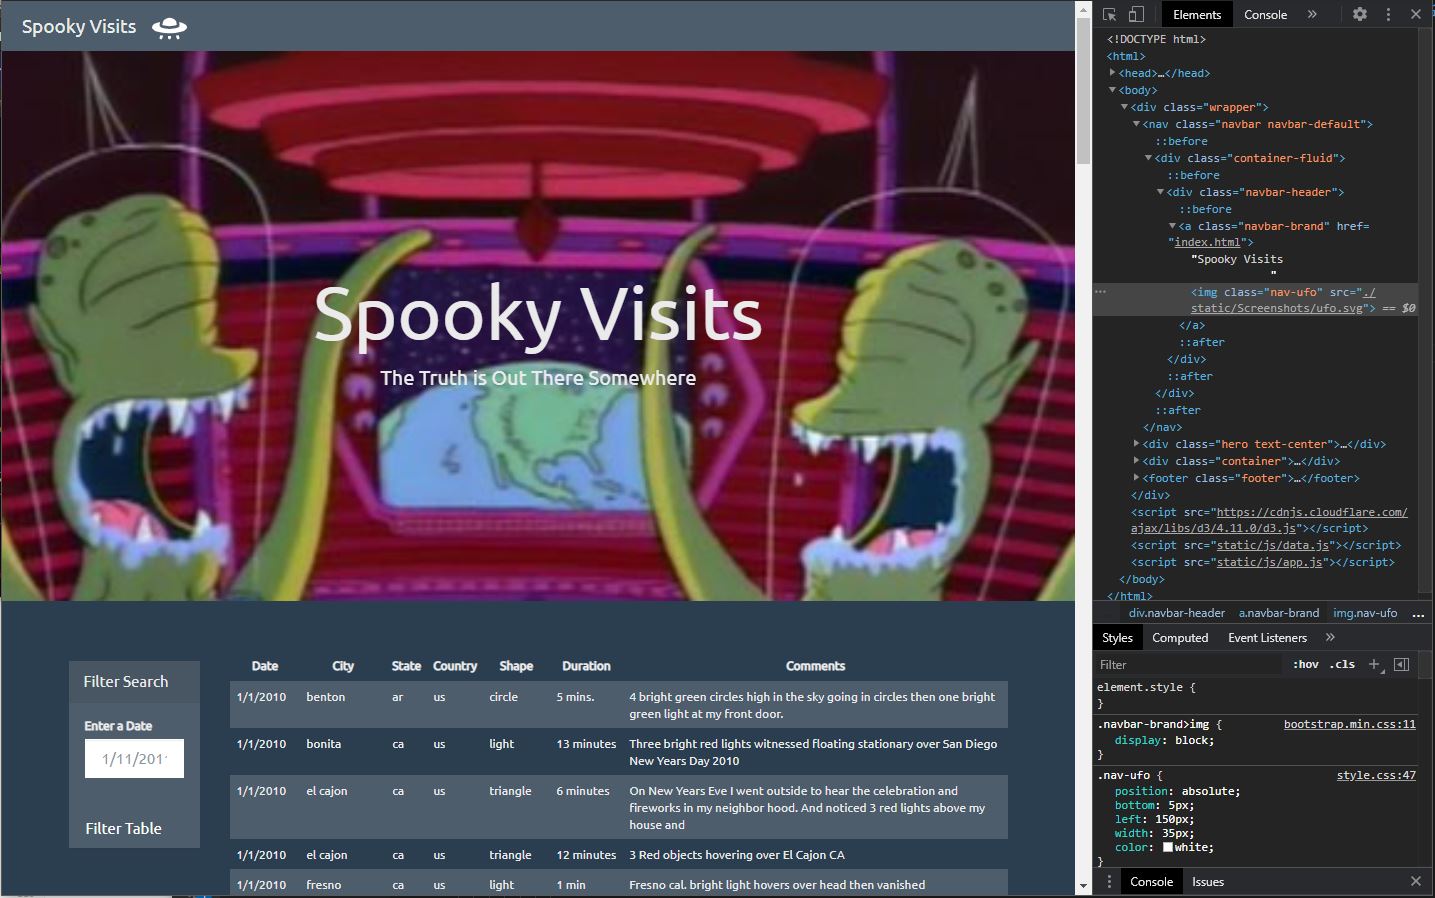 Spooky Visits
Spooky Visits
The Truth is Out There Somewhere
Filter Search
Enter a Date
1/11/201
Filter Table
Date City State Country Shape Duration Comments
1/1/2010 benton ar us circle 5 mins. 4 bright green circles high in the sky going in circles then one bright
green light at my front door.
1/1/2010 bonita ca us light 13 minutes Three bright red lights witnessed floating stationary over San Diego
New Years Day 2010
1/1/2010 el cajon ca us triangle 6 minutes On New Years Eve I went outside to hear the celebration and
fireworks in my neighbor hood. And noticed 3 red lights above my
house and
1/1/2010 el cajon ca us triangle 12 minutes 3 Red objects hovering over El Cajon CA
1/1/2010 fresno ca us light 1 min Fresno cal. bright light hovers over head then vanished
Elements Console »
<!DOCTYPE html>
<html>
<head>…</head>
<body>
<div class="wrapper">
<nav class="navbar navbar-default">
::before
<div class="container-fluid">
::before
<div class="navbar-header">
::before
<a class="navbar-brand" href=
"index.html">
"Spooky Visits
"
<img class="nav-ufo" src="./
static/Screenshots/ufo.svg"> == $0
</a>
::after
</div>
::after
</div>
::after
</nav>
<div class="hero text-center">…</div>
<div class="container">…</div>
<footer class="footer">…</footer>
</div>
<script src="https://cdnjs.cloudflare.com/
ajax/libs/d3/4.11.0/d3.js"></script>
<script src="static/js/data.js"></script>
<script src="static/js/app.js"></script>
</body>
</html>
div.navbar-header a.navbar-brand img.nav-ufo ...
Styles Computed Event Listeners »
Filter :hov .cls +
element.style {
}
.navbar-brand>img { bootstrap.min.css:11
display: block;
}
.nav-ufo { style.css:47
position: absolute;
bottom: 5px;
left: 150px;
width: 35px;
color: white;
}
Console Issues